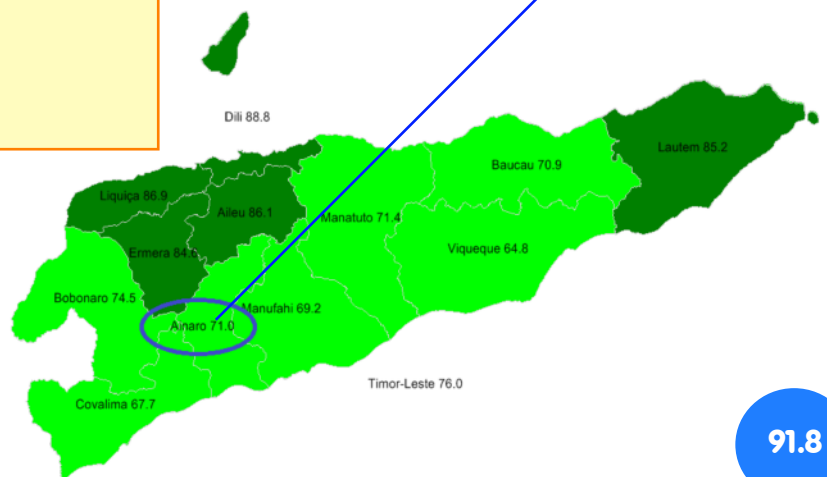 Dili 88.8
Lautem 85.2
Baucau 70.9
Liquiça 86.9
Aileu 86.1
Manatuto 71.4
Viqueque 64.8
Ermera 84.6
Bobonaro 74.5
Manufahi 69.2
Ainaro 71.0
Timor-Leste 76.0
Covalima 67.7
91.8